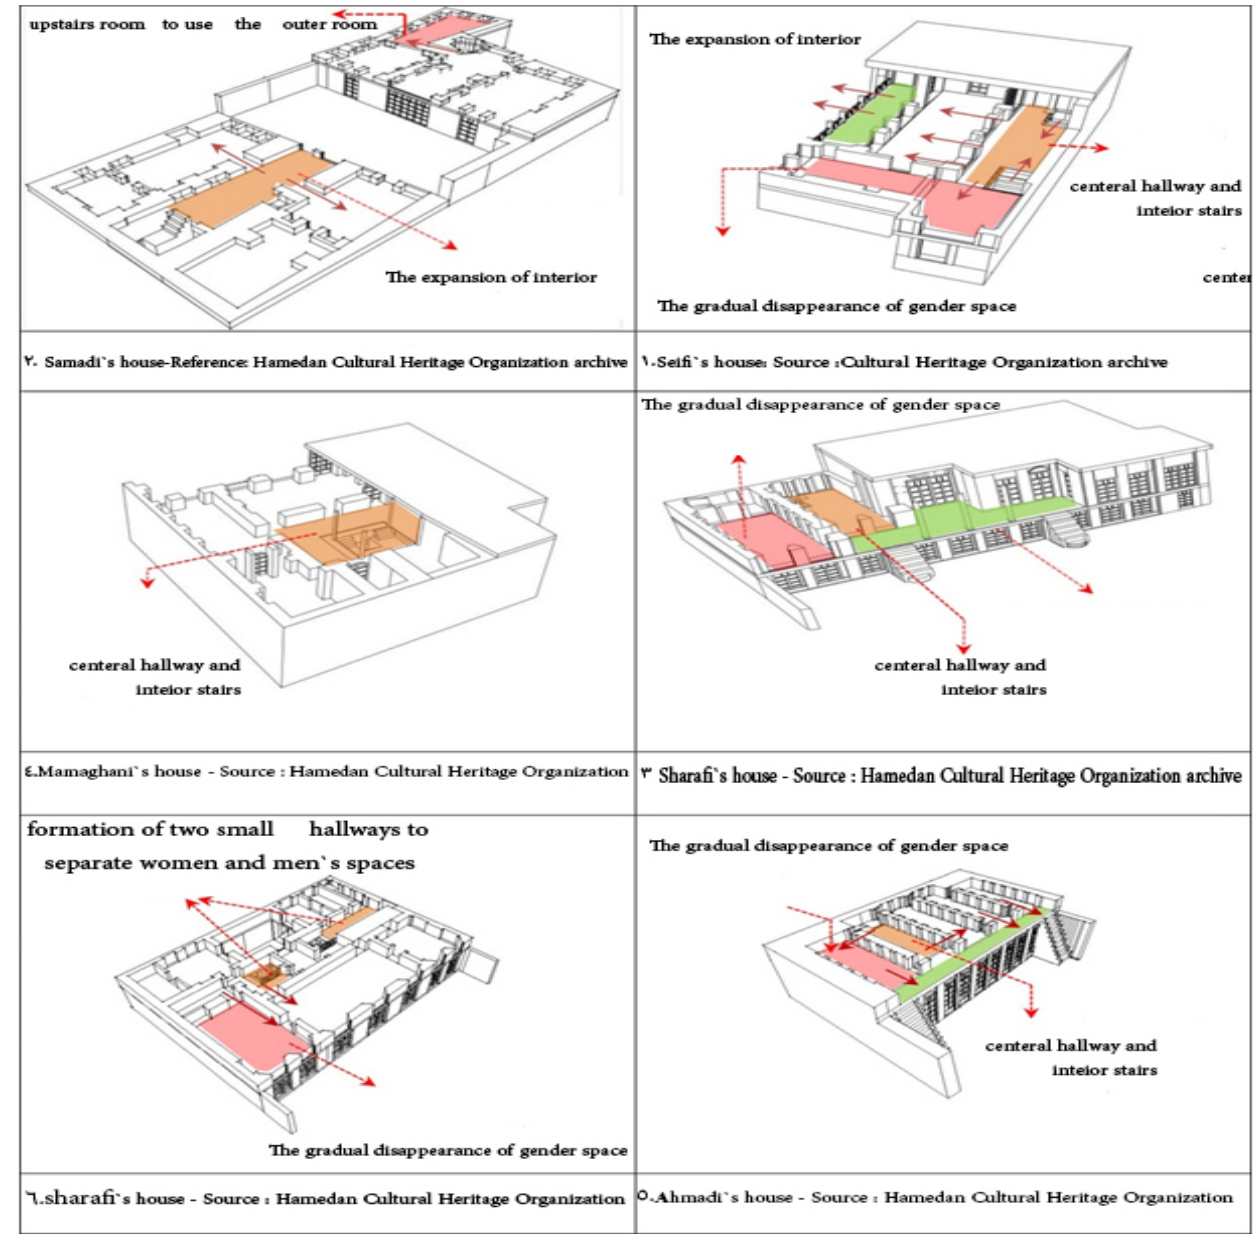 upstairs room to use the outer room
The expansion of interior
The expansion of interior
centeral hallway and
inteior stairs
center
The gradual disappearance of gender space
٢. Samadi`s house-Reference: Hamedan Cultural Heritage Organization archive
١.Seifi`s house: Source :Cultural Heritage Organization archive
centeral hallway and
inteior stairs
The gradual disappearance of gender space
centeral hallway and
inteior stairs
٤.Mamaghani`s house - Source : Hamedan Cultural Heritage Organization
٣ Sharafi`s house - Source : Hamedan Cultural Heritage Organization archive
formation of two small hallways to
separate women and men`s spaces
The gradual disappearance of gender space
The gradual disappearance of gender space
centeral hallway and
inteior stairs
٦.sharafi`s house - Source : Hamedan Cultural Heritage Organization
٥.Ahmadi`s house - Source : Hamedan Cultural Heritage Organization